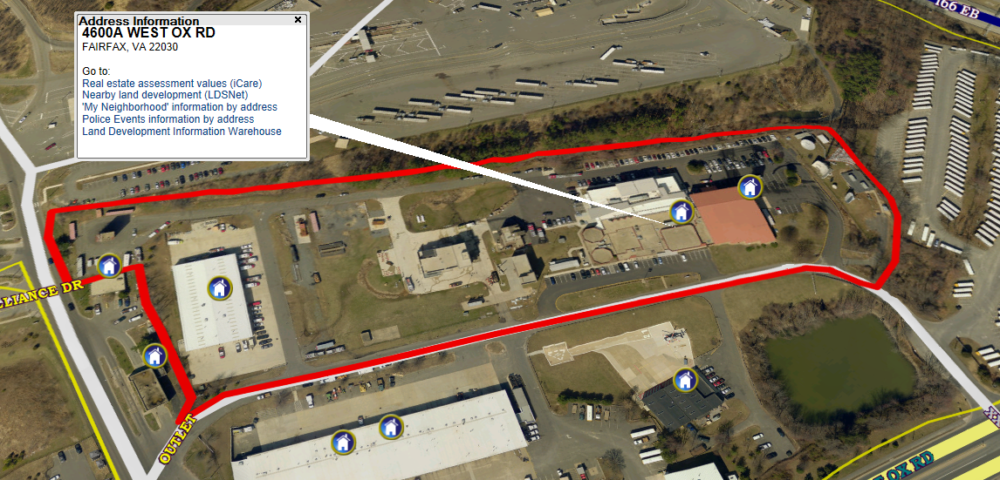 Address Information
4600A WEST OX RD
FAIRFAX, VA 22030
Go to:
Real estate assessment values (iCare)
Nearby land development (LDSNet)
'My Neighborhood' information by address
Police Events information by address
Land Development Information Warehouse
I66 EB
LLIANCE DR
OUTLET
OX RD